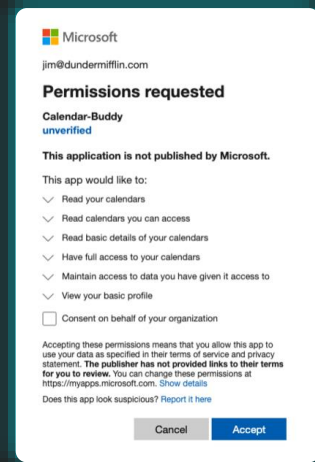 Microsoft
jim@dundermifflin.com
Permissions requested
Calendar-Buddy
unverified
This application is not published by Microsoft.
This app would like to:
Read your calendars
Read calendars you can access
Read basic details of your calendars
Have full access to your calendars
Maintain access to data you have given it access to
View your basic profile
Consent on behalf of your organization
Accepting these permissions means that you allow this app to
use your data as specified in their terms of service and privacy
statement. The publisher has not provided links to their terms
for you to review. You can change these permissions at
https://myapps.microsoft.com. Show details
Does this app look suspicious? Report it here
Cancel Accept